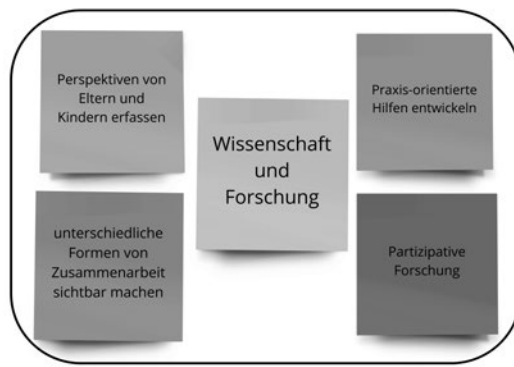 Perspektiven von
Eltern und
Kindern erfassen
Praxis-orientierte
Hilfen entwickeln
Wissenschaft
und
Forschung
unterschiedliche
Formen von
Zusammenarbeit
sichtbar machen
Partizipative
Forschung